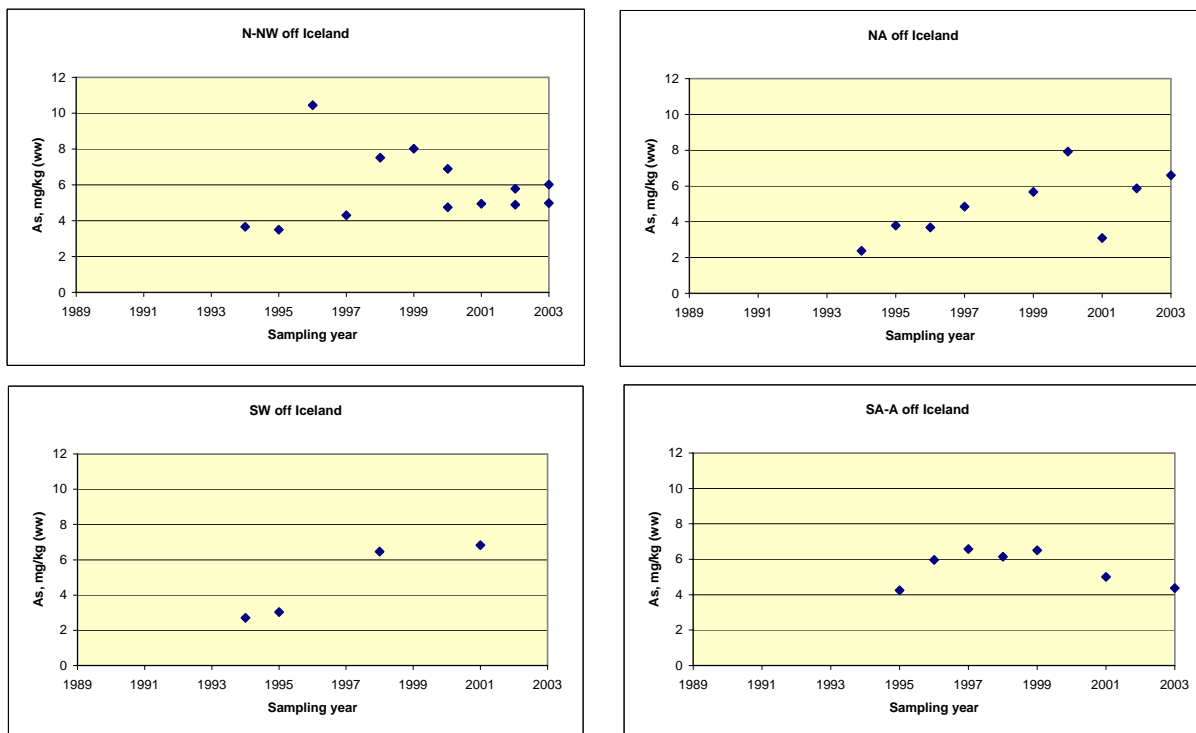 N-NW off Iceland
12
10
8
6
4
2
0
As, mg/kg (ww)
1989 1991 1993 1995 1997 1999 2001 2003
Sampling year
NA off Iceland
12
10
8
6
4
2
0
As, mg/kg (ww)
1989 1991 1993 1995 1997 1999 2001 2003
Sampling year
SW off Iceland
12
10
8
6
4
2
0
As, mg/kg (ww)
1989 1991 1993 1995 1997 1999 2001 2003
Sampling year
SA-A off Iceland
12
10
8
6
4
2
0
As, mg/kg (ww)
1989 1991 1993 1995 1997 1999 2001 2003
Sampling year